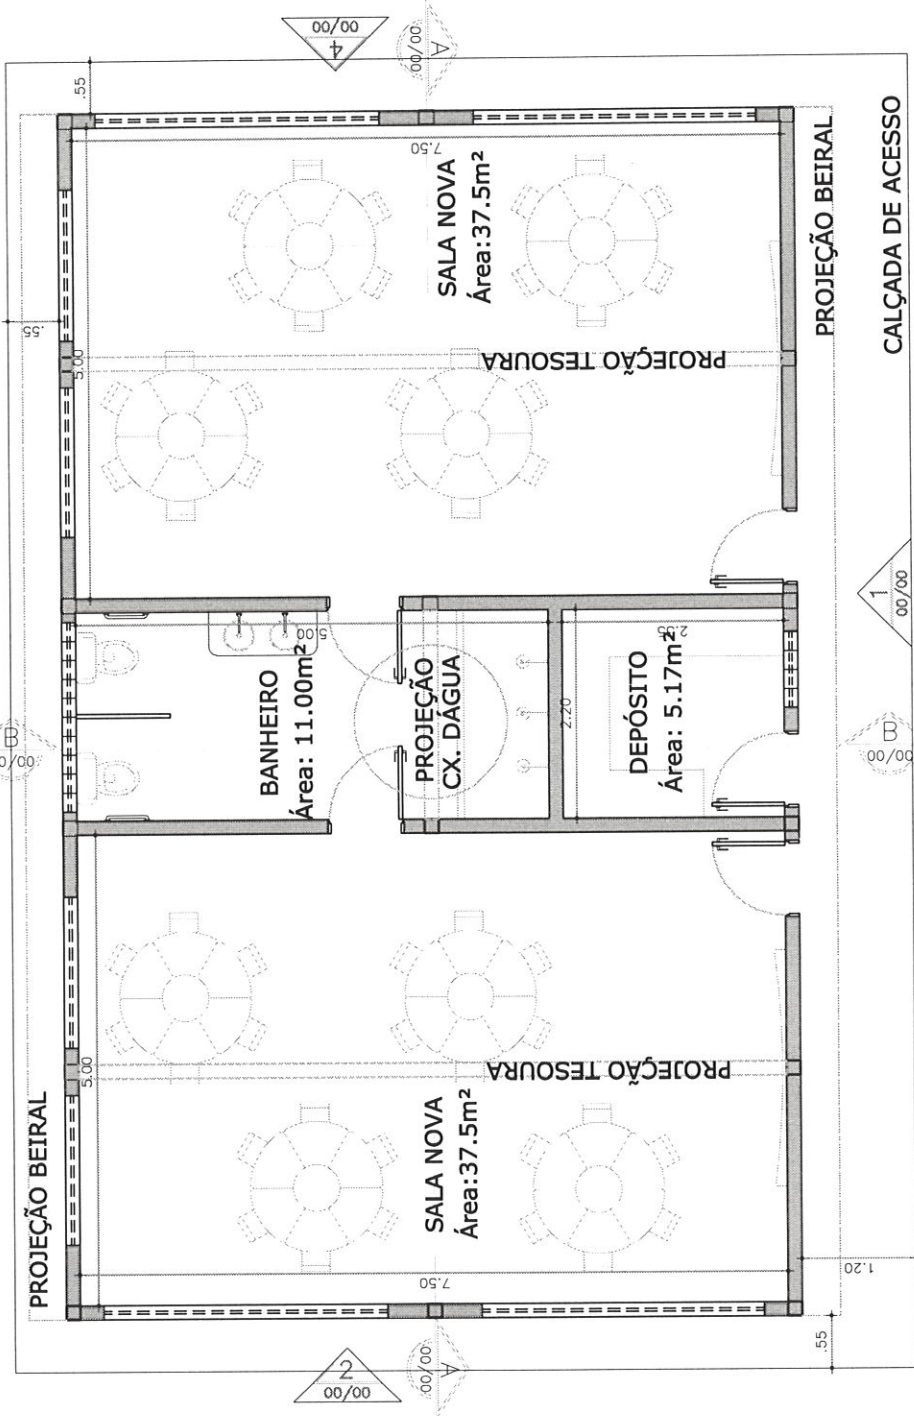 PROJEÇÃO BEIRAL
.55
5.00
5.00
.55
B
00/00
2
00/00
A
00/00
7.50
SALA NOVA
Área:37.5m²
PROJEÇÃO TESOURA
BANHEIRO
Área: 11.00m²
5.00
PROJEÇÃO
CX. DÁGUA
2.20
DEPÓSITO
Área: 5.17m²
SALA NOVA
Área:37.5m²
7.50
PROJEÇÃO TESOURA
4
00/00
A
00/00
.55
1.20
B
00/00
1
00/00
PROJEÇÃO BEIRAL
CALÇADA DE ACESSO